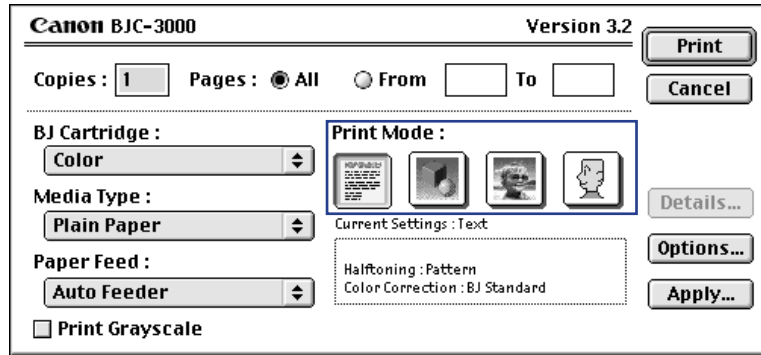 Canon BJC-3000 Version 3.2
Print
Copies : 1 Pages : All From To
Cancel
BJ Cartridge :
Color
Print Mode :
Media Type :
Plain Paper
Current Settings : Text
Details...
Paper Feed :
Auto Feeder
Halftoning : Pattern
Color Correction : BJ Standard
Options...
Apply...
Print Grayscale